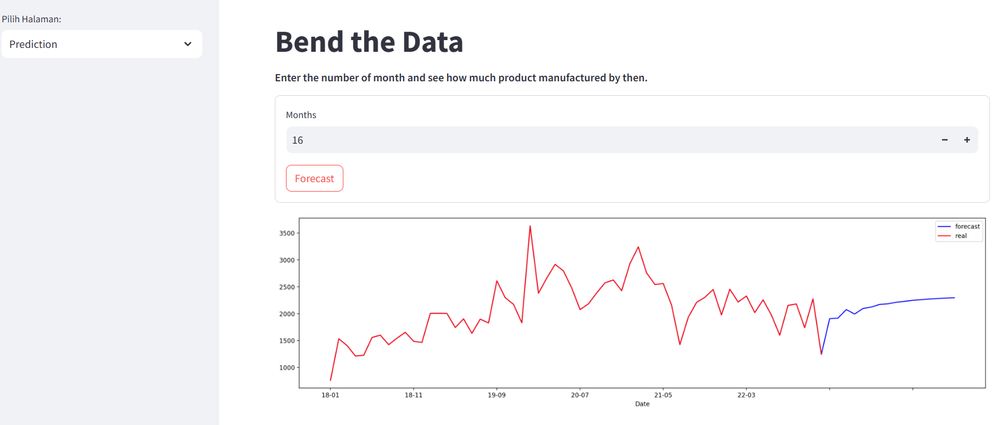 Pilih Halaman:
Prediction
Bend the Data
Enter the number of month and see how much product manufactured by then.
Months
16
Forecast
forecast
real
3500
3000
2500
2000
1500
1000
18-01 18-11 19-09 20-07 21-05 22-03
Date